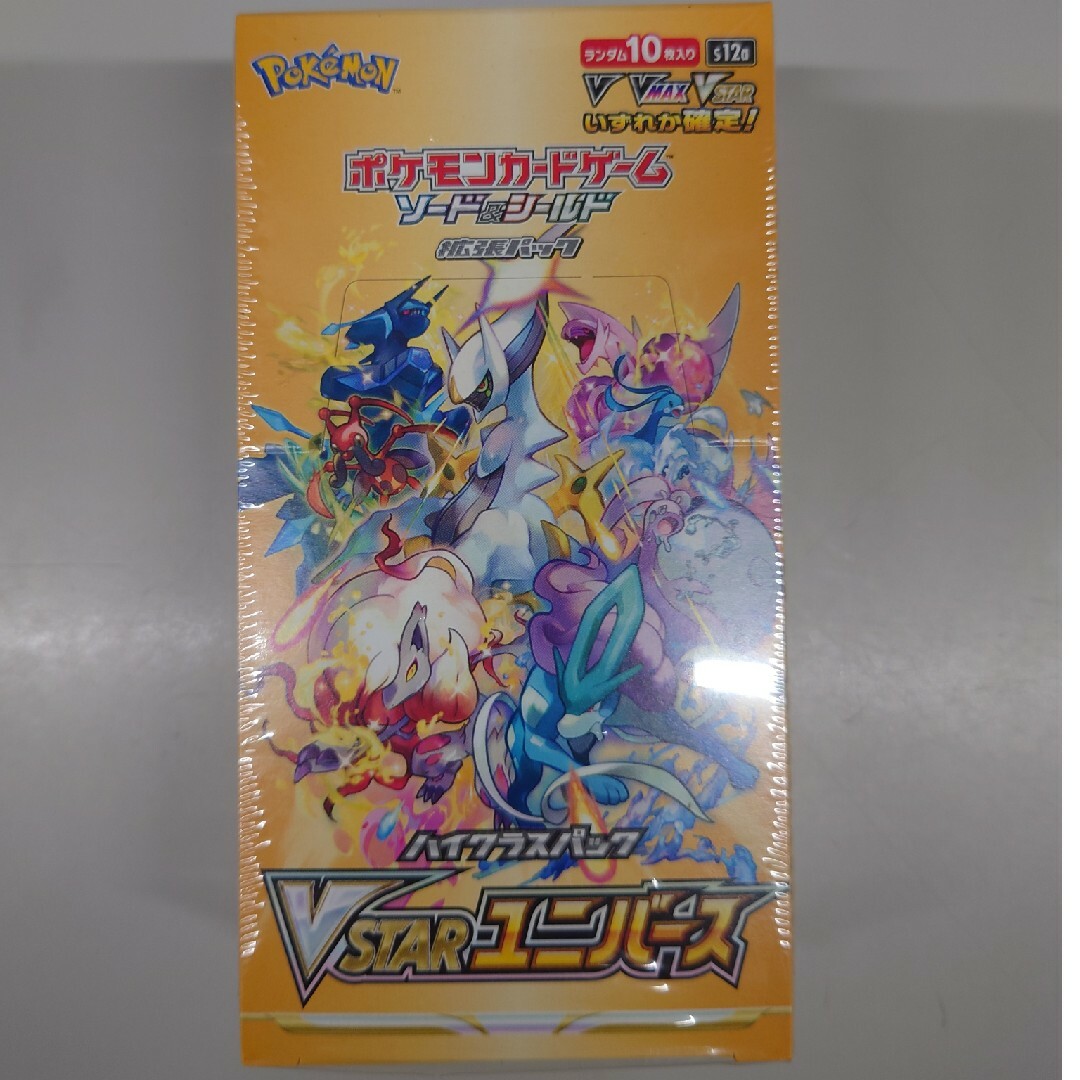 Pokémon™
ランダム10枚入り s12a
V VMAX VSTAR
いずれか確定!
ポケモンカードゲーム™
ソード&シールド
拡張パック
ハイクラスパック
VSTARユニバース